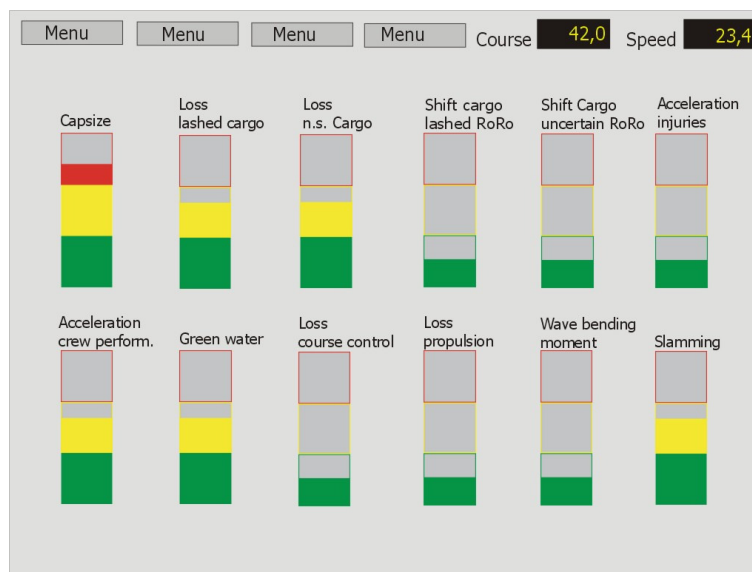 Menu Menu Menu Menu Course 42,0 Speed 23,4
Capsize
Loss
lashed cargo
Loss
n.s. Cargo
Shift cargo
lashed RoRo
Shift Cargo
uncertain RoRo
Acceleration
injuries
Acceleration
crew perform.
Green water
Loss
course control
Loss
propulsion
Wave bending
moment
Slamming